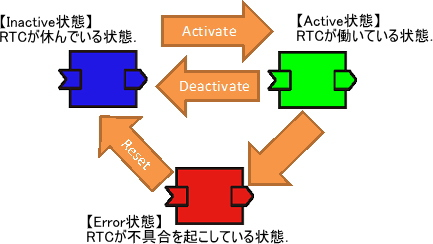 【Inactive状態】
RTCが休んでいる状態.
Activate
【Active状態】
RTCが働いている状態.
Deactivate
Reset
【Error状態】
RTCが不具合を起こしている状態.